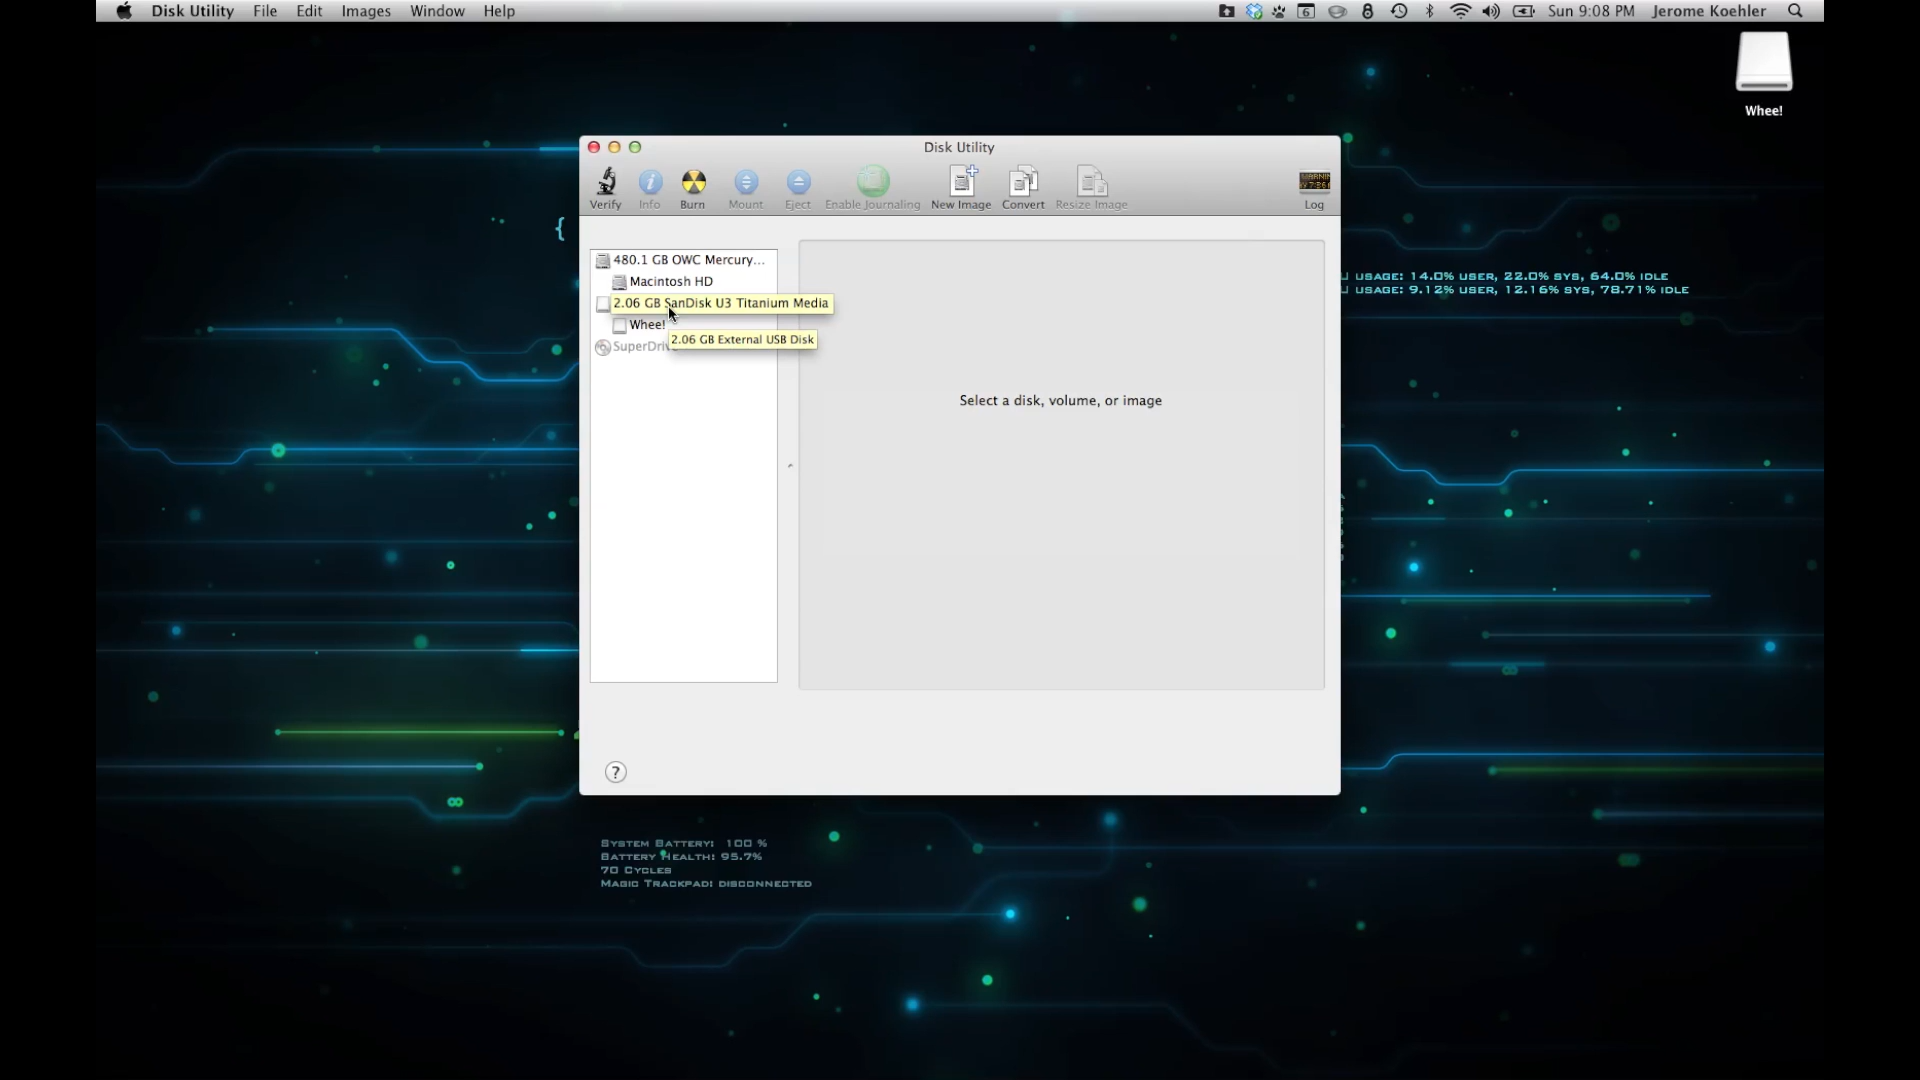 Disk Utility File Edit Images Window Help
6 Sun 9:08 PM Jerome Koehler
Whee!
Disk Utility
Verify Info Burn Mount Eject Enable Journaling New Image Convert Resize Image Log
{
480.1 GB OWC Mercury...
Macintosh HD
2.06 GB SanDisk U3 Titanium Media
Whee!
2.06 GB External USB Disk
SuperDriv
Select a disk, volume, or image
U USAGE: 14.0% USER, 22.0% SYS, 64.0% IDLE
U USAGE: 9.12% USER, 12.16% SYS, 78.71% IDLE
?
System Battery: 100 %
Battery Health: 95.7%
70 Cycles
Magic Trackpad: disconnected